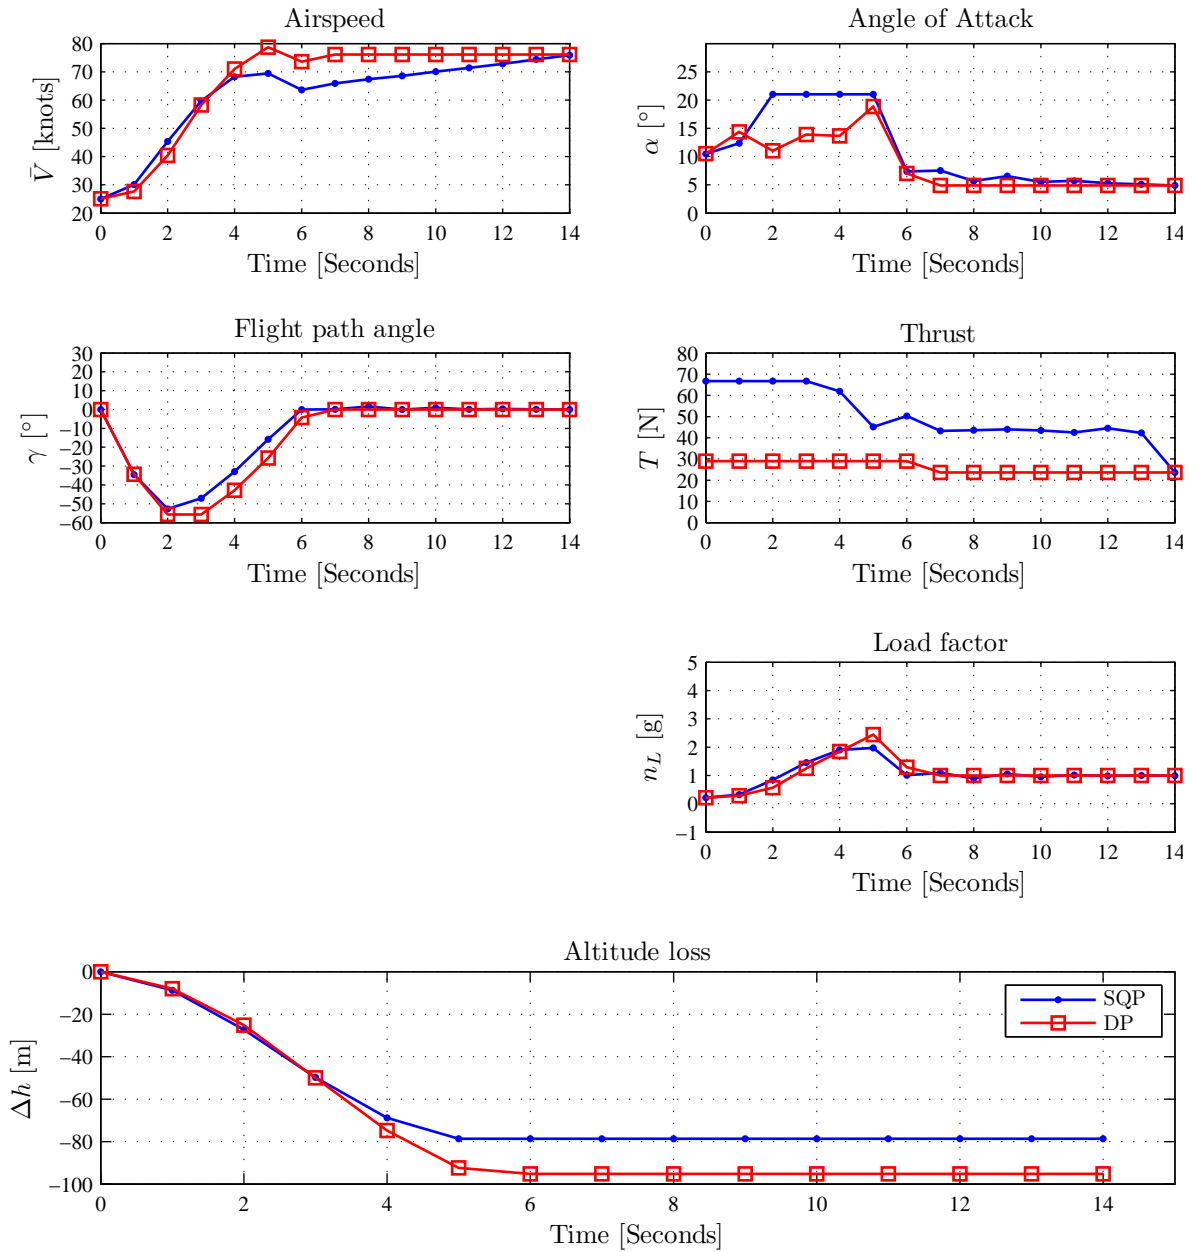 Airspeed
80
70
60
50
40
30
20
V̄ [knots]
0 2 4 6 8 10 12 14
Time [Seconds]
Angle of Attack
25
20
15
10
5
0
α [°]
0 2 4 6 8 10 12 14
Time [Seconds]
Flight path angle
30
20
10
0
−10
−20
−30
−40
−50
−60
γ [°]
0 2 4 6 8 10 12 14
Time [Seconds]
Thrust
80
70
60
50
40
30
20
10
0
T [N]
0 2 4 6 8 10 12 14
Time [Seconds]
Load factor
5
4
3
2
1
0
−1
n_L [g]
0 2 4 6 8 10 12 14
Time [Seconds]
Altitude loss
0
−20
−40
−60
−80
−100
Δh [m]
SQP
DP
0 2 4 6 8 10 12 14
Time [Seconds]